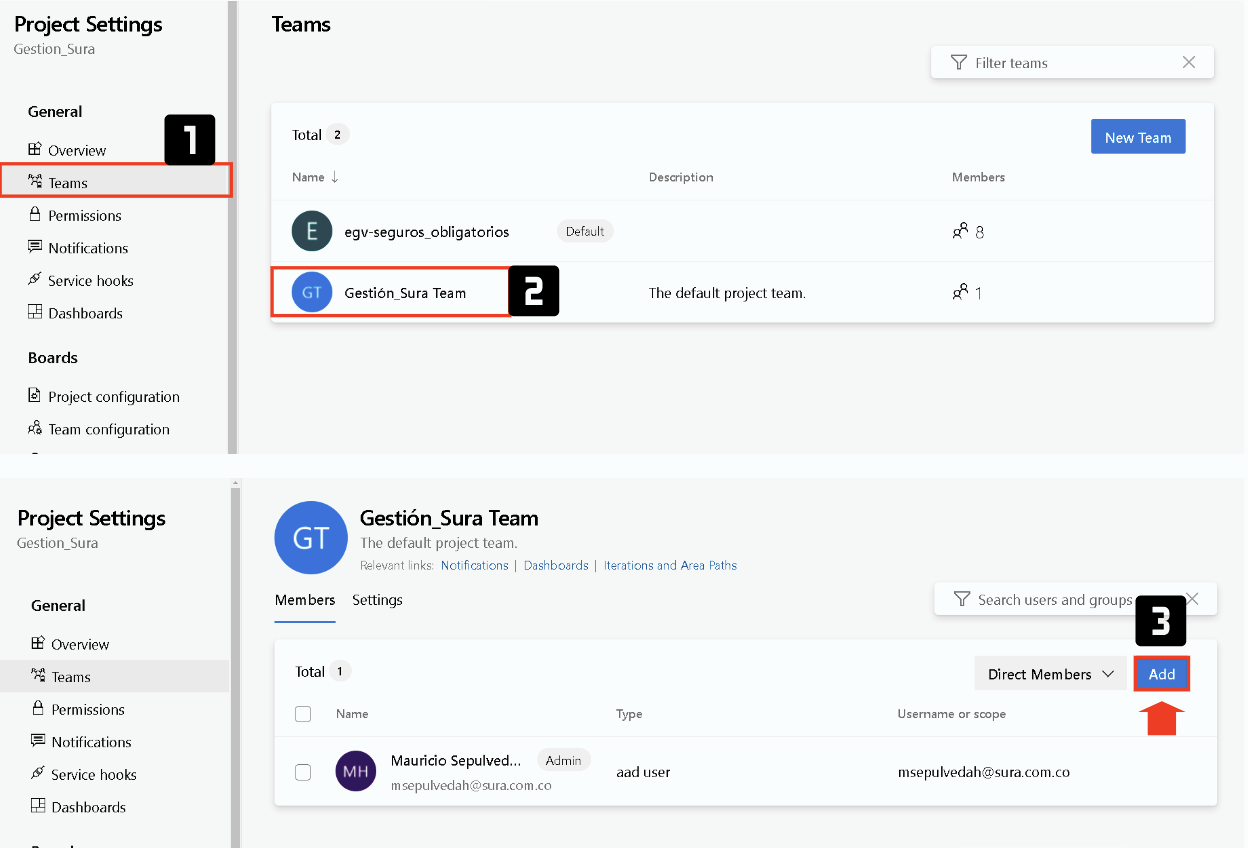 Project Settings
Gestion_Sura
General
1
Overview
Teams
Permissions
Notifications
Service hooks
Dashboards
Boards
Project configuration
Team configuration
Teams
Filter teams
Total 2
New Team
Name ↓ Description Members
E egv-seguros_obligatorios Default 8
GT Gestión_Sura Team 2 The default project team. 1
Project Settings
Gestion_Sura
General
Overview
Teams
Permissions
Notifications
Service hooks
Dashboards
GT Gestión_Sura Team
The default project team.
Relevant links: Notifications | Dashboards | Iterations and Area Paths
Members Settings
Search users and groups
3
Total 1
Direct Members Add
Name Type Username or scope
MH Mauricio Sepulved... Admin aad user msepulvedah@sura.com.co
msepulvedah@sura.com.co